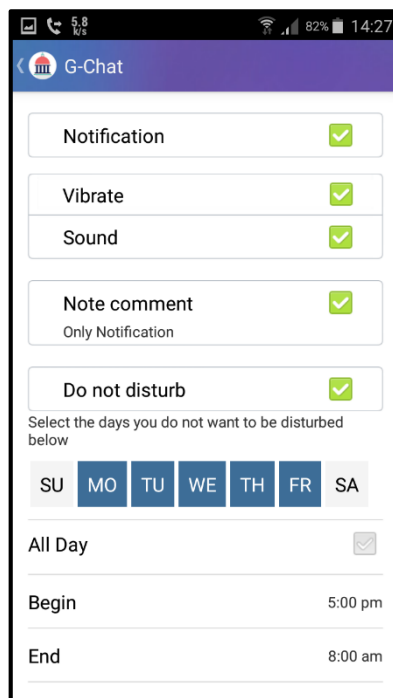 5.8
k/s
82%
14:27
G-Chat
Notification
Vibrate
Sound
Note comment
Only Notification
Do not disturb
Select the days you do not want to be disturbed
below
SU MO TU WE TH FR SA
All Day
Begin 5:00 pm
End 8:00 am